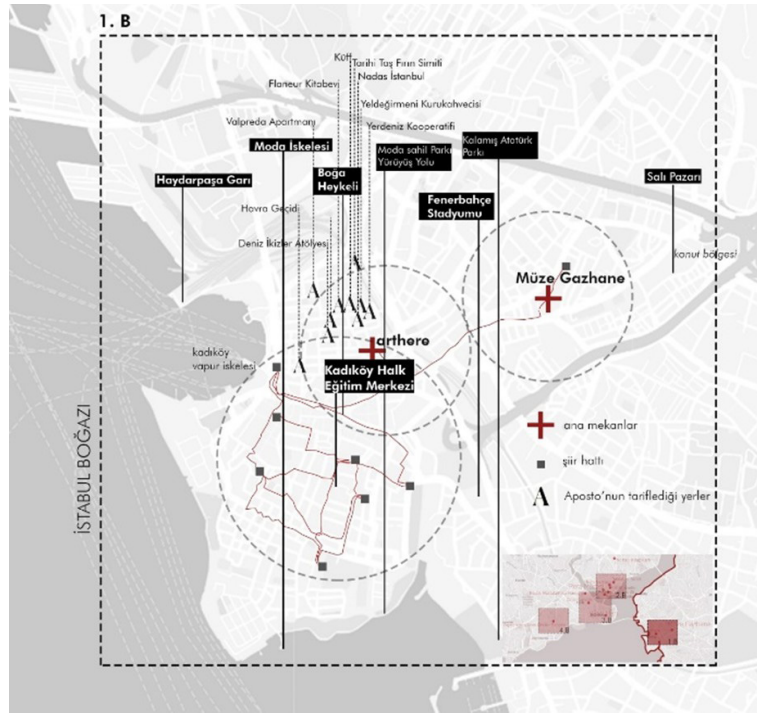 1. B
Küff
Tarihi Taş Fırın Simiti
Nadas İstanbul
Flaneur Kitabevi
Yeldeğirmeni Kurukahvecisi
Valpreda Apartmanı
Yerdeniz Kooperatifi
Moda İskelesi
Moda sahil Parkı
Yürüyüş Yolu
Kalamış Atatürk
Parkı
Boğa
Heykeli
Haydarpaşa Garı
Salı Pazarı
Fenerbahçe
Stadyumu
Havra Geçidi
Deniz İkizler Atölyesi
konut bölgesi
Müze Gazhane
arthere
kadıköy
vapur iskelesi
Kadıköy Halk
Eğitim Merkezi
İSTABUL BOĞAZI
ana mekanlar
şiir hattı
A Aposto'nun tariflediği yerler